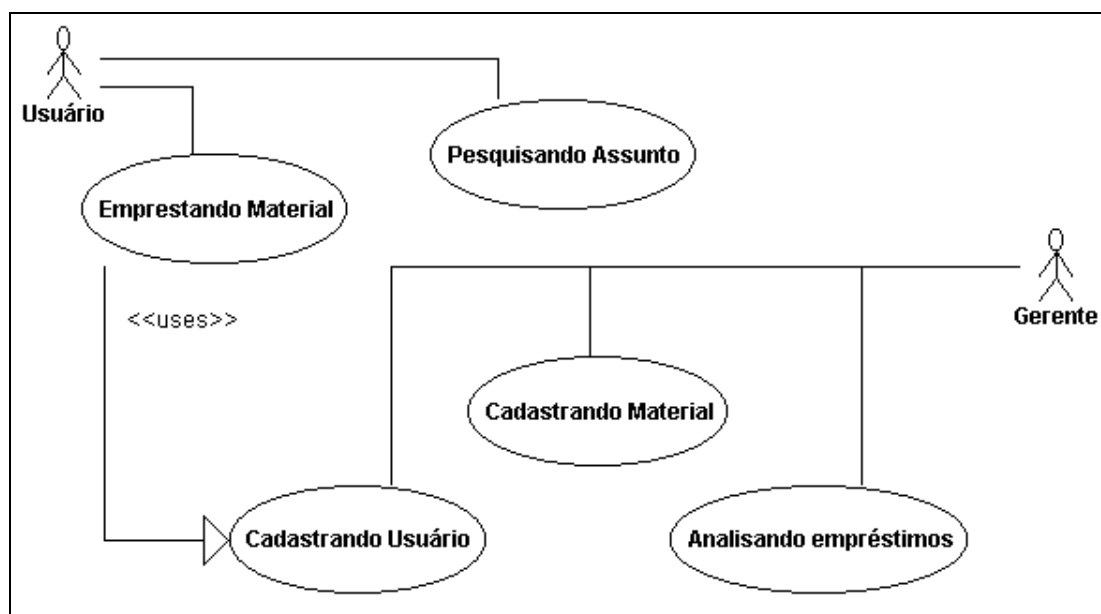 Usuário
Pesquisando Assunto
Emprestando Material
<<uses>>
Gerente
Cadastrando Material
Cadastrando Usuário
Analisando empréstimos